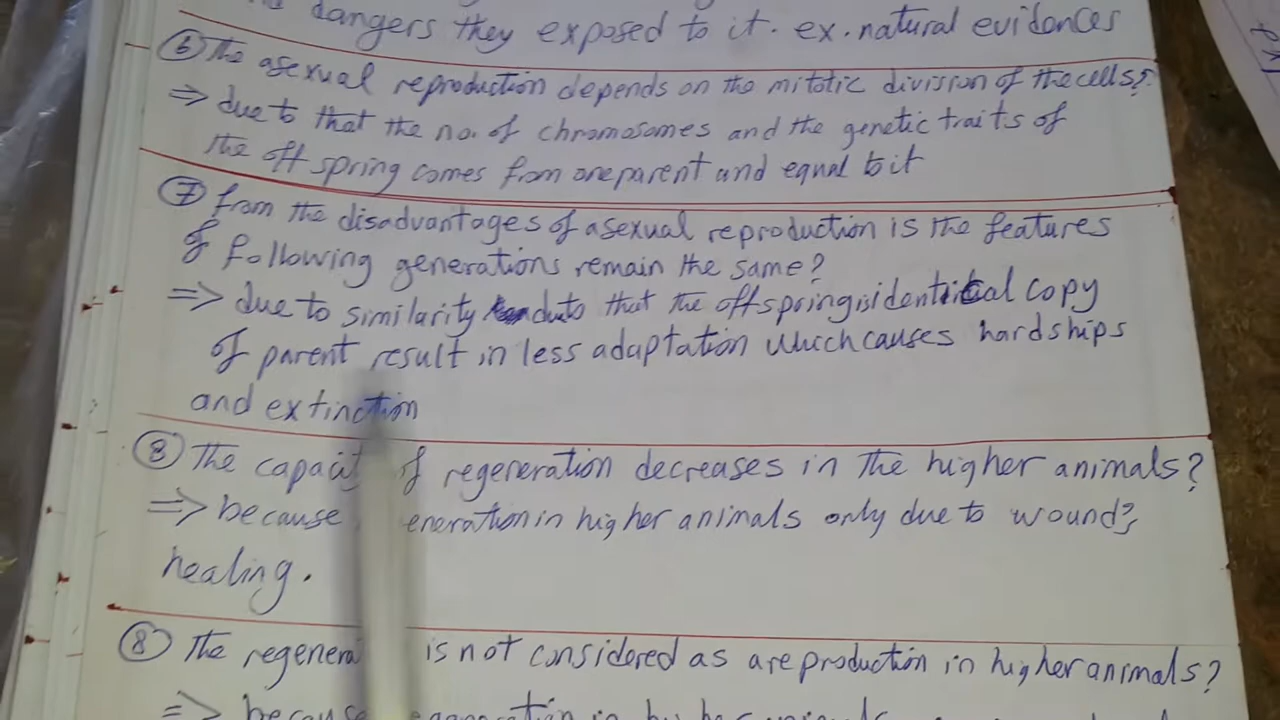 dangers they exposed to it. ex. natural evidances
⑥ The asexual reproduction depends on the mitotic division of the cells?
⇒ due to that the no. of chromosomes and the genetic traits of
the offspring comes from one parent and equal to it
⑦ from the disadvantages of asexual reproduction is the features
of following generations remain the same?
⇒ due to similarity due to that the offspring is identical copy
of parent result in less adaptation which causes hardships
and extinction
⑧ The capacity of regeneration decreases in the higher animals?
⇒ because eneration in higher animals only due to wound?
healing.
⑧ The regenera is not considered as a reproduction in higher animals?
⇒ because